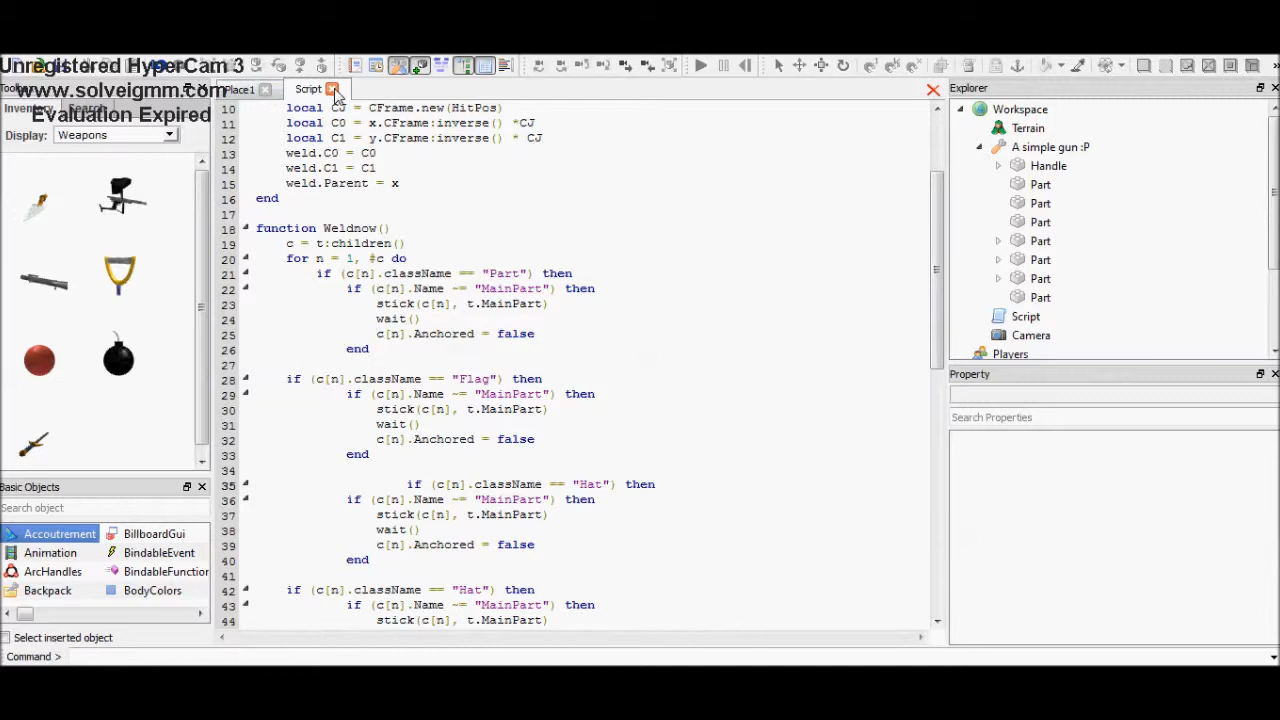 Unregistered HyperCam 3
www.solveigmm.com
Evaluation Expired
Inventory
Search
Display: Weapons
Basic Objects
Search object
Accoutrement
BillboardGui
Animation
BindableEvent
ArcHandles
BindableFunction
Backpack
BodyColors
Select inserted object
Command >
Place1
Script
10 local CJ = CFrame.new(HitPos)
11 local C0 = x.CFrame:inverse() *CJ
12 local C1 = y.CFrame:inverse() * CJ
13 weld.C0 = C0
14 weld.C1 = C1
15 weld.Parent = x
16 end
17
18 function Weldnow()
19 c = t:children()
20 for n = 1, #c do
21 if (c[n].className == "Part") then
22 if (c[n].Name ~= "MainPart") then
23 stick(c[n], t.MainPart)
24 wait()
25 c[n].Anchored = false
26 end
27
28 if (c[n].className == "Flag") then
29 if (c[n].Name ~= "MainPart") then
30 stick(c[n], t.MainPart)
31 wait()
32 c[n].Anchored = false
33 end
34
35 if (c[n].className == "Hat") then
36 if (c[n].Name ~= "MainPart") then
37 stick(c[n], t.MainPart)
38 wait()
39 c[n].Anchored = false
40 end
41
42 if (c[n].className == "Hat") then
43 if (c[n].Name ~= "MainPart") then
44 stick(c[n], t.MainPart)
Explorer
Workspace
Terrain
A simple gun :P
Handle
Part
Part
Part
Part
Part
Part
Part
Script
Camera
Players
Property
Search Properties